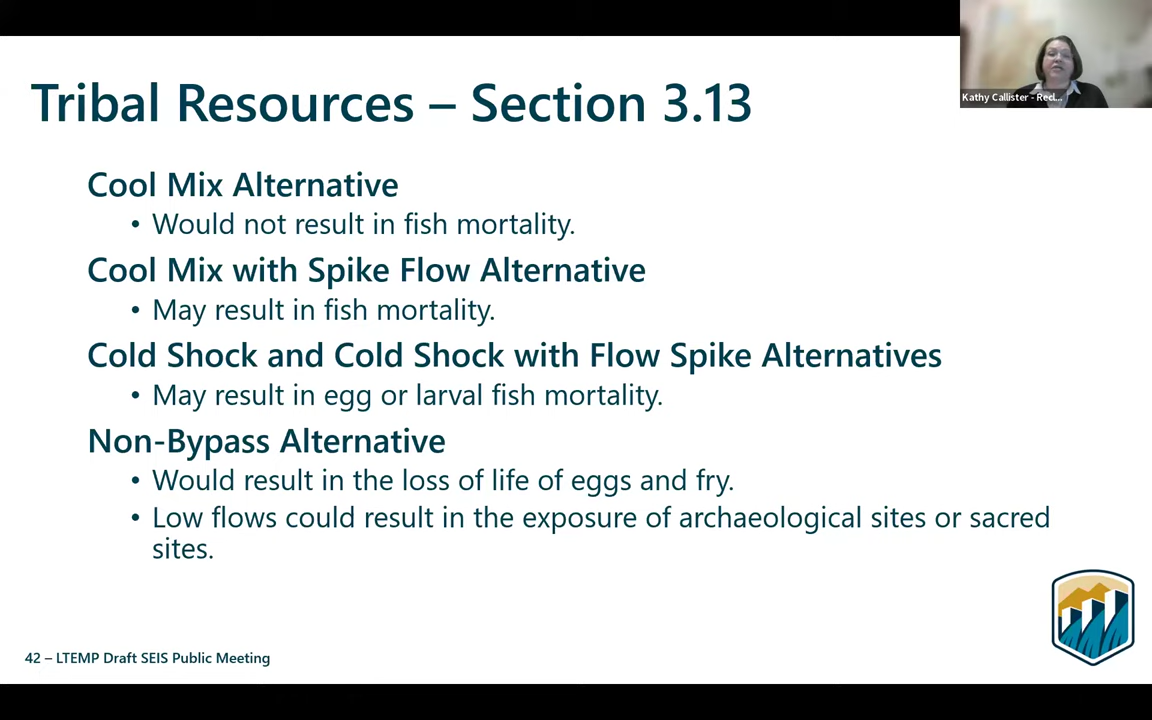 Kathy Callister - Recl...
Tribal Resources – Section 3.13
Cool Mix Alternative
• Would not result in fish mortality.
Cool Mix with Spike Flow Alternative
• May result in fish mortality.
Cold Shock and Cold Shock with Flow Spike Alternatives
• May result in egg or larval fish mortality.
Non-Bypass Alternative
• Would result in the loss of life of eggs and fry.
• Low flows could result in the exposure of archaeological sites or sacred
sites.
42 – LTEMP Draft SEIS Public Meeting